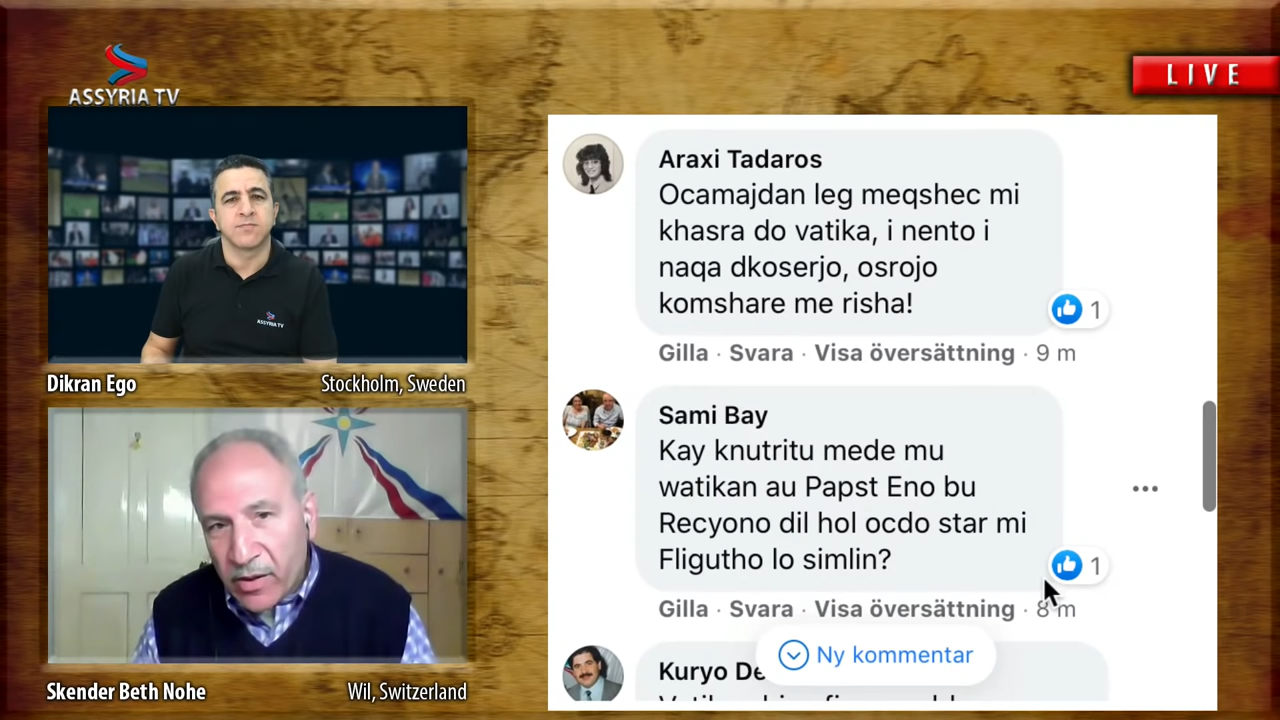 ASSYRIA TV
LIVE
ASSYRIA TV
Dikran Ego
Stockholm, Sweden
Skender Beth Nohe
Wil, Switzerland
Araxi Tadaros
Ocamajdan leg meqshec mi
khasra do vatika, i nento i
naqa dkoserjo, osrojo
komshare me risha!
1
Gilla · Svara · Visa översättning · 9 m
Sami Bay
Kay knutritu mede mu
watikan au Papst Eno bu
Recyono dil hol ocdo star mi
Fligutho lo simlin?
1
Gilla · Svara · Visa översättning · 8 m
Ny kommentar
Kuryo